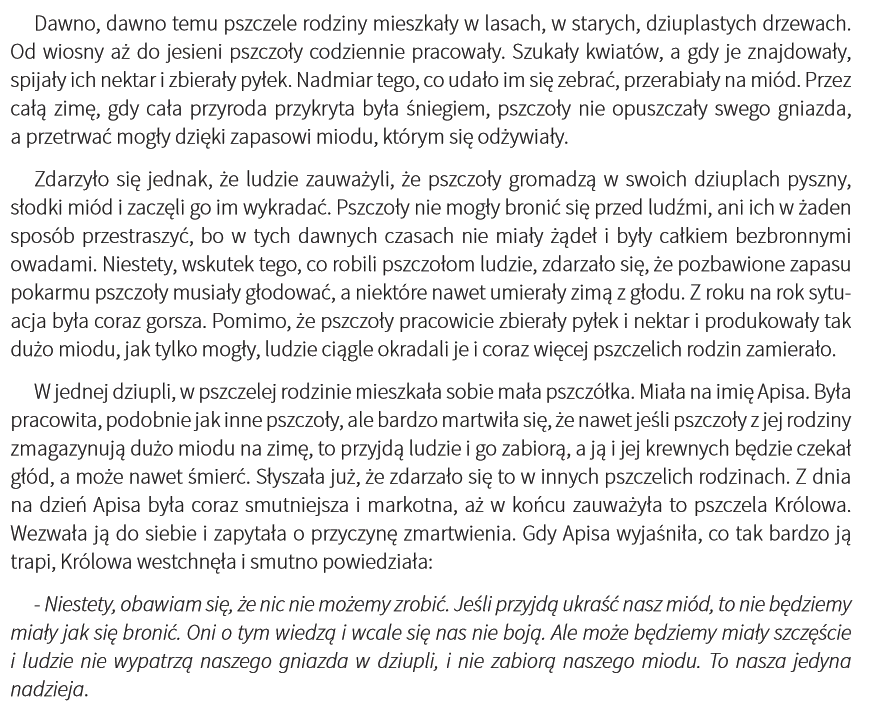 Dawno, dawno temu pszczele rodziny mieszkały w lasach, w starych, dziuplastych drzewach.
Od wiosny aż do jesieni pszczoły codziennie pracowały. Szukały kwiatów, a gdy je znajdowały,
spijały ich nektar i zbierały pyłek. Nadmiar tego, co udało im się zebrać, przerabiały na miód. Przez
całą zimę, gdy cała przyroda przykryta była śniegiem, pszczoły nie opuszczały swego gniazda,
a przetrwać mogły dzięki zapasowi miodu, którym się odżywiały.
Zdarzyło się jednak, że ludzie zauważyli, że pszczoły gromadzą w swoich dziuplach pyszny,
słodki miód i zaczęli go im wykradać. Pszczoły nie mogły bronić się przed ludźmi, ani ich w żaden
sposób przestraszyć, bo w tych dawnych czasach nie miały żądeł i były całkiem bezbronnymi
owadami. Niestety, wskutek tego, co robili pszczołom ludzie, zdarzało się, że pozbawione zapasu
pokarmu pszczoły musiały głodować, a niektóre nawet umierały zimą z głodu. Z roku na rok sytu-
acja była coraz gorsza. Pomimo, że pszczoły pracowicie zbierały pyłek i nektar i produkowały tak
dużo miodu, jak tylko mogły, ludzie ciągle okradali je i coraz więcej pszczelich rodzin zamierało.
W jednej dziupli, w pszczelej rodzinie mieszkała sobie mała pszczółka. Miała na imię Apisa. Była
pracowita, podobnie jak inne pszczoły, ale bardzo martwiła się, że nawet jeśli pszczoły z jej rodziny
zmagazynują dużo miodu na zimę, to przyjdą ludzie i go zabiorą, a ją i jej krewnych będzie czekał
głód, a może nawet śmierć. Słyszała już, że zdarzało się to w innych pszczelich rodzinach. Z dnia
na dzień Apisa była coraz smutniejsza i markotna, aż w końcu zauważyła to pszczela Królowa.
Wezwała ją do siebie i zapytała o przyczynę zmartwienia. Gdy Apisa wyjaśniła, co tak bardzo ją
trapi, Królowa westchnęła i smutno powiedziała:
- Niestety, obawiam się, że nic nie możemy zrobić. Jeśli przyjdą ukraść nasz miód, to nie będziemy
miały jak się bronić. Oni o tym wiedzą i wcale się nas nie boją. Ale może będziemy miały szczęście
i ludzie nie wypatrzą naszego gniazda w dziupli, i nie zabiorą naszego miodu. To nasza jedyna
nadzieja.